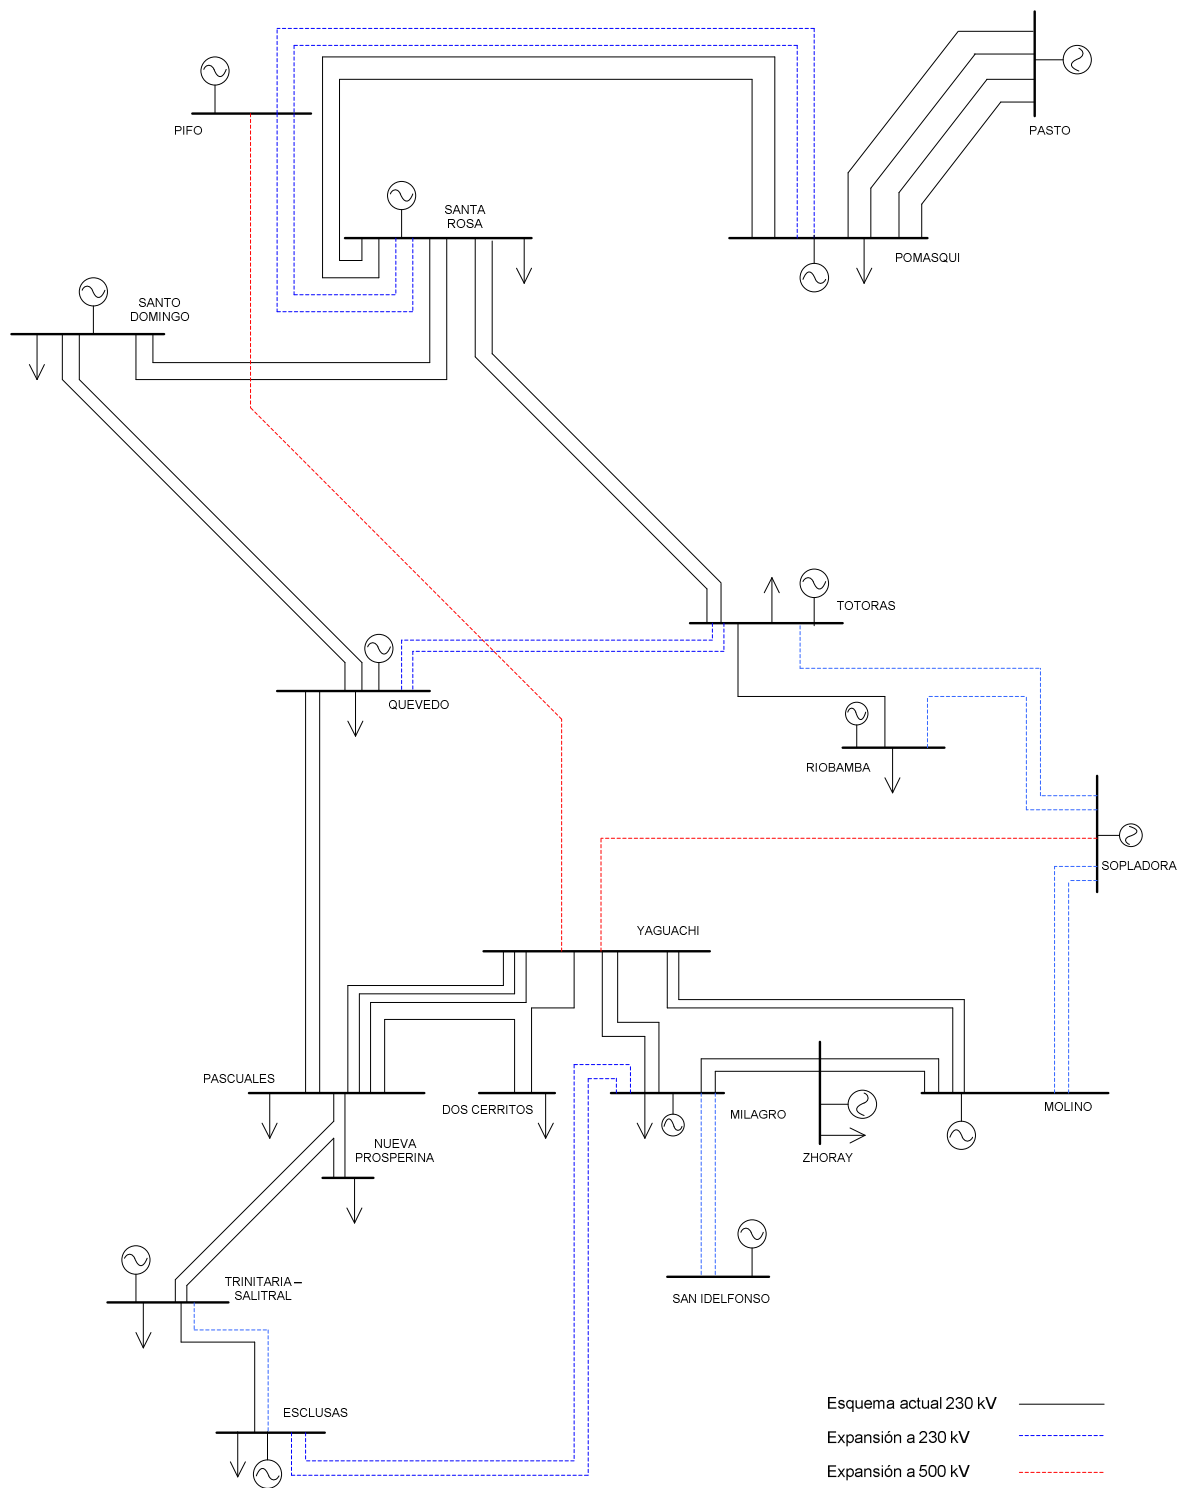 PIFO
PASTO
SANTA
ROSA
POMASQUI
SANTO
DOMINGO
TOTORAS
QUEVEDO
RIOBAMBA
SOPLADORA
YAGUACHI
PASCUALES
DOS CERRITOS
MILAGRO
MOLINO
NUEVA
PROSPERINA
ZHORAY
TRINITARIA –
SALITRAL
SAN IDELFONSO
ESCLUSAS
Esquema actual 230 kV
Expansión a 230 kV
Expansión a 500 kV